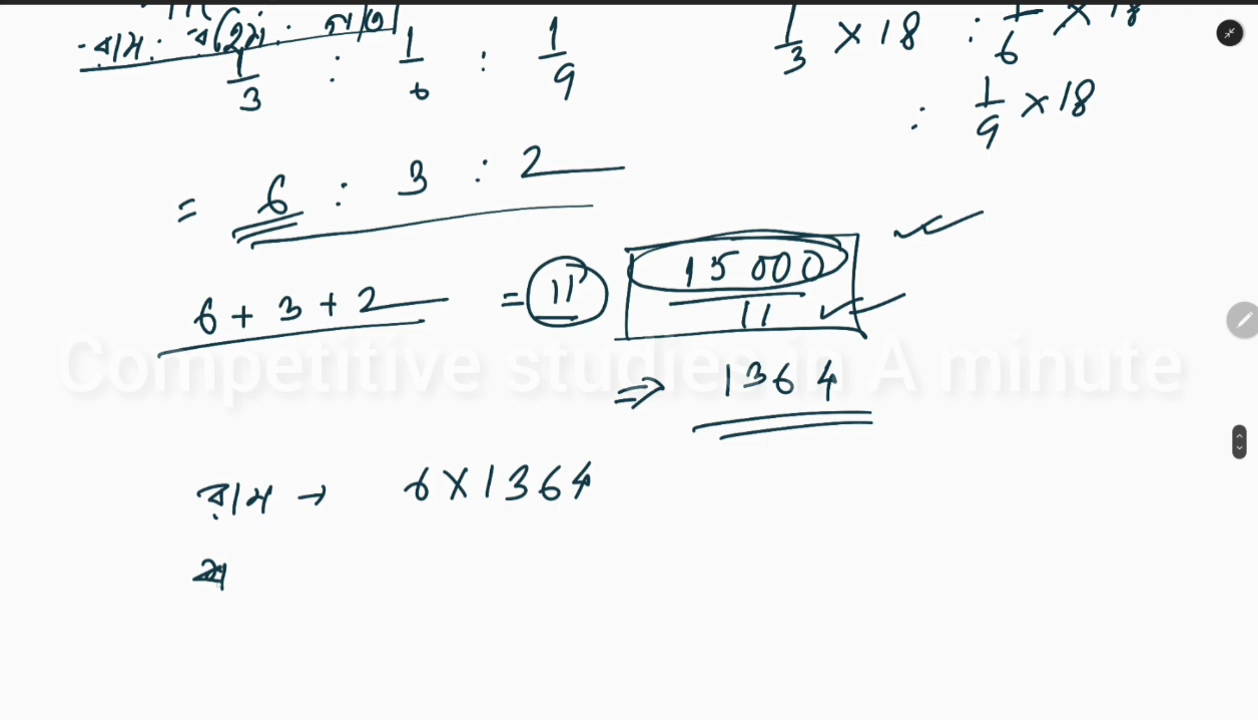 রাম :
1/3 : 1/6 : 1/9
1/3 × 18 : 1/6 × 18
: 1/9 × 18
= 6 : 3 : 2
6 + 3 + 2 = 11
15000/11
Competitive studies in A minute
⇒ 1364
রাম → 6 × 1364